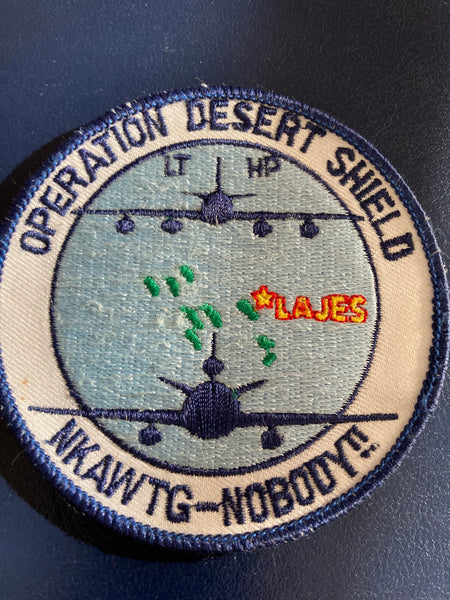 OPERATION DESERT SHIELD
LT HP
LAJES
NKAWTG-NOBODY!!